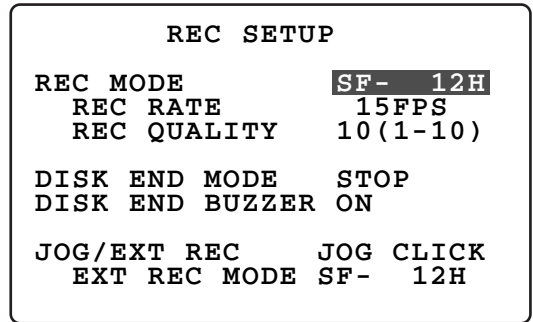 REC SETUP
REC MODE SF- 12H
REC RATE 15FPS
REC QUALITY 10(1-10)
DISK END MODE STOP
DISK END BUZZER ON
JOG/EXT REC JOG CLICK
EXT REC MODE SF- 12H